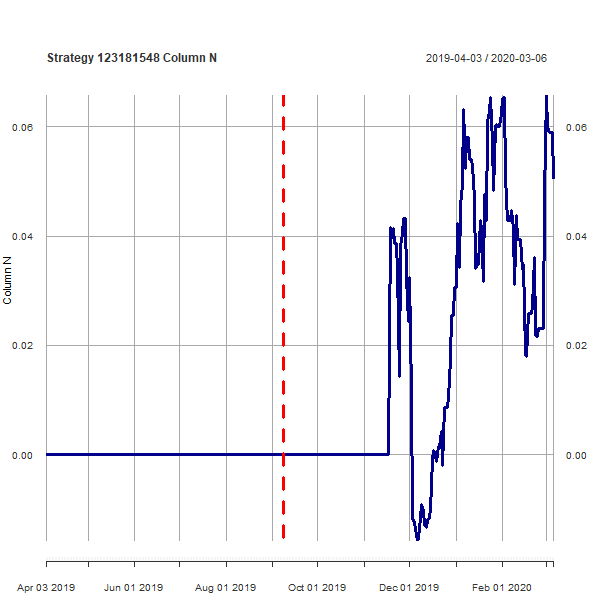 Strategy 123181548 Column N
2019-04-03 / 2020-03-06
0.06
0.06
0.04
0.04
Column N
0.02
0.02
0.00
0.00
Apr 03 2019
Jun 01 2019
Aug 01 2019
Oct 01 2019
Dec 01 2019
Feb 01 2020